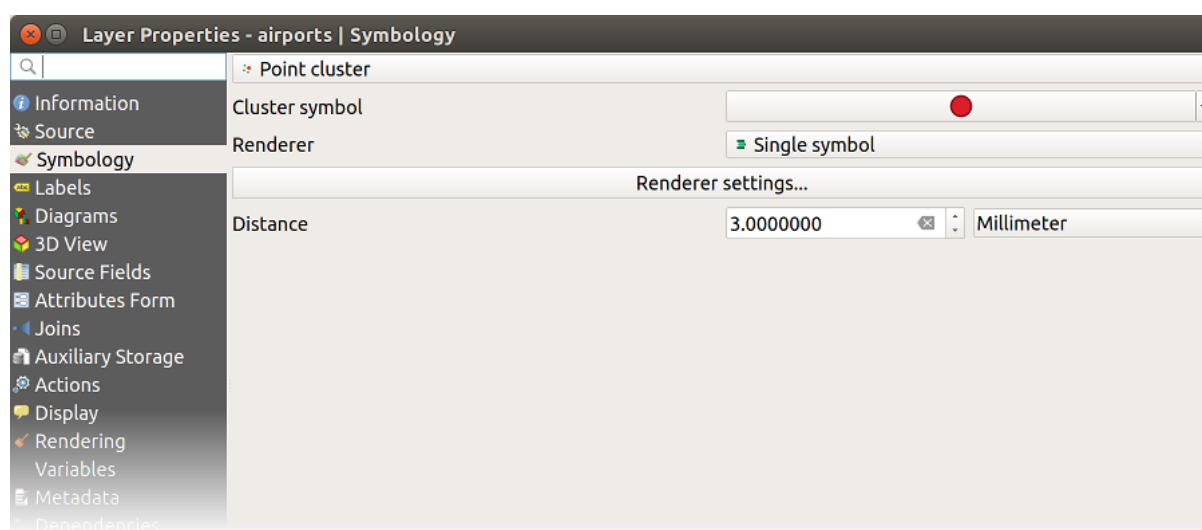 Layer Properties - airports | Symbology
Point cluster
Information
Cluster symbol
Source
Renderer
Single symbol
Symbology
Labels
Renderer settings...
Diagrams
Distance
3.0000000
Millimeter
3D View
Source Fields
Attributes Form
Joins
Auxiliary Storage
Actions
Display
Rendering
Variables
Metadata
Dependencies